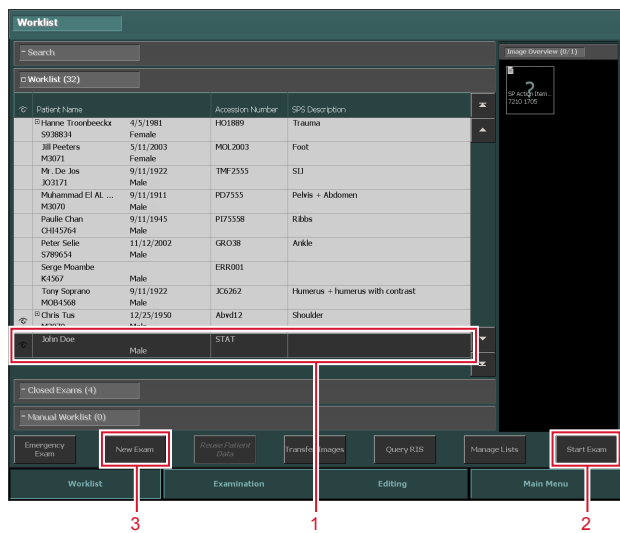 Worklist
Search
Image Overview (0/1)
Worklist (32)
?
SP Action Item...
7210 1705
Patient Name Accession Number SPS Description
Hanne Troonbeeckx 4/5/1981 HO1889 Trauma
S938834 Female
Jill Peeters 5/11/2003 MOL2003 Foot
M3071 Female
Mr. De Jos 9/11/1922 TMF2555 SIJ
JO3171 Male
Muhammad El AL ... 9/11/1911 PD7555 Pelvis + Abdomen
M3070 Male
Paulie Chan 9/11/1945 PI75558 Ribbs
CHI45764 Male
Peter Selie 11/12/2002 GRO38 Ankle
S789654 Male
Serge Moambe ERR001
K4567 Male
Tony Soprano 9/11/1922 JC6262 Humerus + humerus with contrast
MOB4568 Male
Chris Tus 12/25/1950 Abvd12 Shoulder
John Doe STAT
Male
Closed Exams (4)
Manual Worklist (0)
Emergency Exam New Exam Reuse Patient Data Transfer Images Query RIS Manage Lists Start Exam
Worklist Examination Editing Main Menu
3 1 2